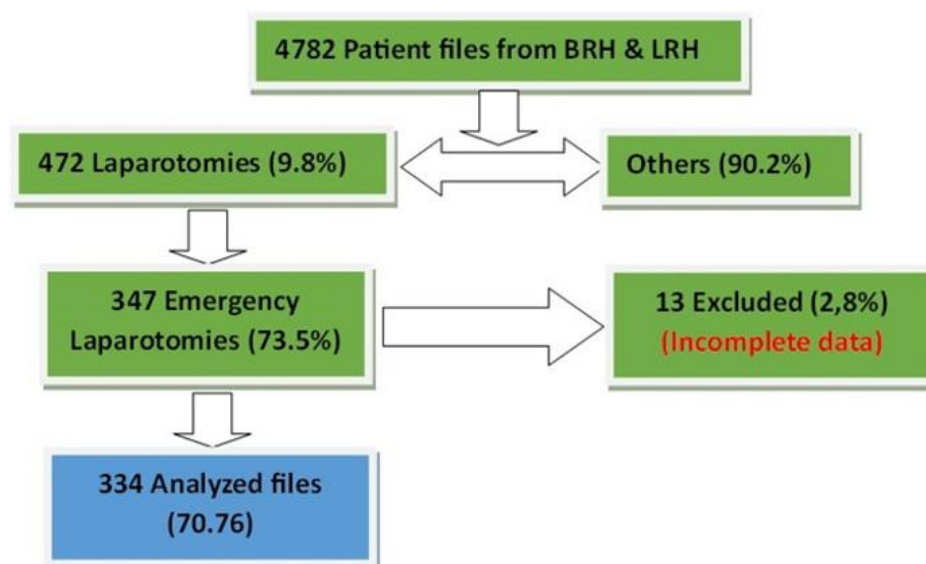 4782 Patient files from BRH & LRH
472 Laparotomies (9.8%)
Others (90.2%)
347 Emergency
Laparotomies (73.5%)
13 Excluded (2,8%)
(Incomplete data)
334 Analyzed files
(70.76)